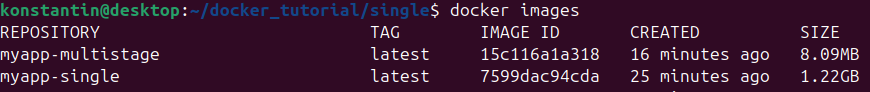 konstantin@desktop:~/docker_tutorial/single$ docker images
REPOSITORY TAG IMAGE ID CREATED SIZE
myapp-multistage latest 15c116a1a318 16 minutes ago 8.09MB
myapp-single latest 7599dac94cda 25 minutes ago 1.22GB